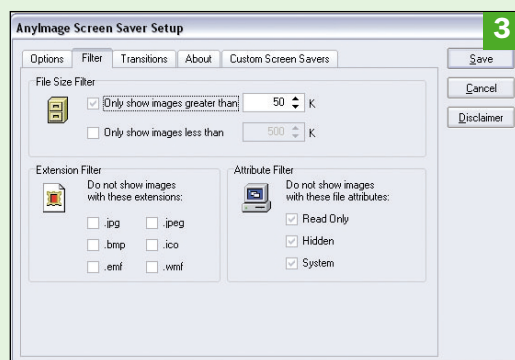 AnyImage Screen Saver Setup
3
Options Filter Transitions About Custom Screen Savers
Save
Cancel
Disclaimer
File Size Filter
Only show images greater than 50 K
Only show images less than 500 K
Extension Filter
Do not show images
with these extensions:
.jpg .jpeg
.bmp .ico
.emf .wmf
Attribute Filter
Do not show images
with these file attributes:
Read Only
Hidden
System